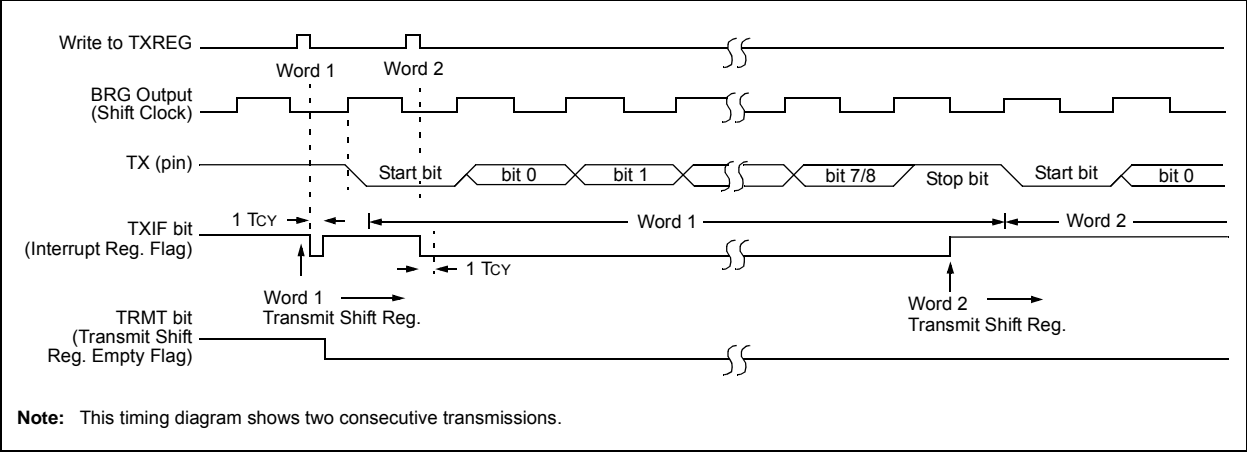 Write to TXREG
Word 1
Word 2
BRG Output
(Shift Clock)
TX (pin)
Start bit
bit 0
bit 1
bit 7/8
Stop bit
Start bit
bit 0
1 TCY
TXIF bit
(Interrupt Reg. Flag)
Word 1
Word 2
1 TCY
Word 1
Transmit Shift Reg.
Word 2
Transmit Shift Reg.
TRMT bit
(Transmit Shift
Reg. Empty Flag)
Note: This timing diagram shows two consecutive transmissions.